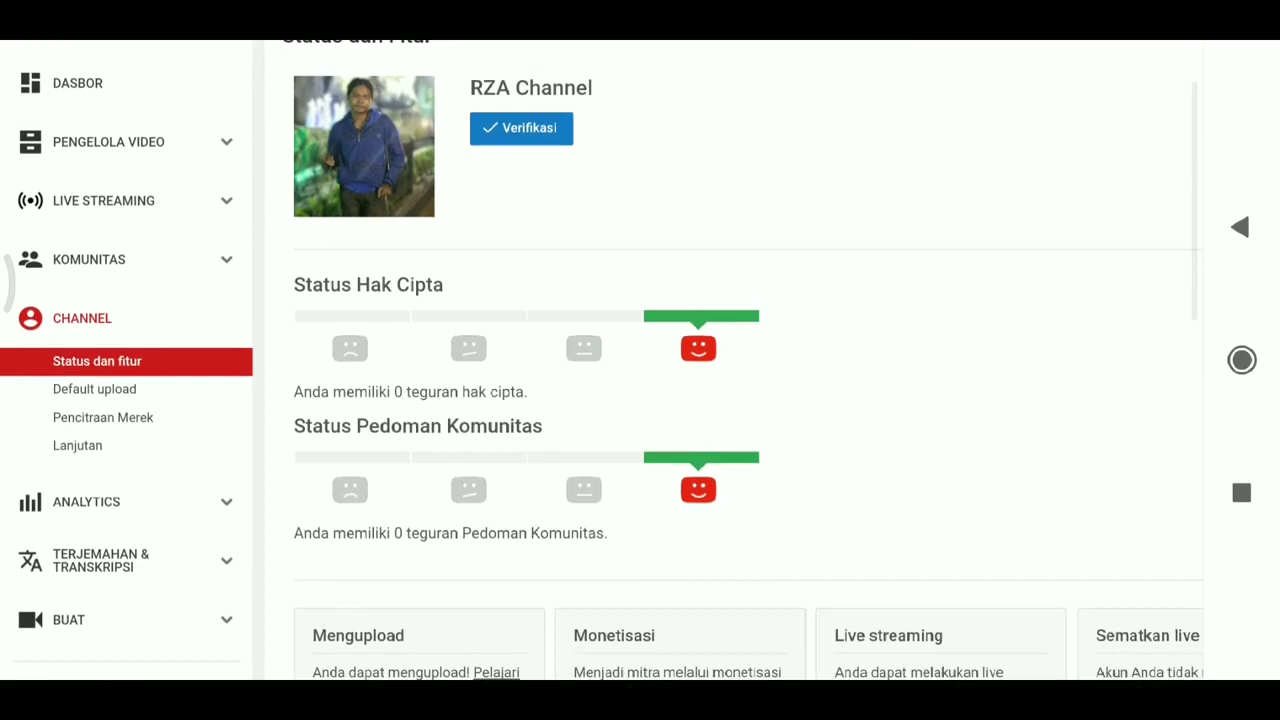 Status dan Fitur
DASBOR
PENGELOLA VIDEO
LIVE STREAMING
KOMUNITAS
CHANNEL
Status dan fitur
Default upload
Pencitraan Merek
Lanjutan
ANALYTICS
TERJEMAHAN &
TRANSKRIPSI
BUAT
RZA Channel
Verifikasi
Status Hak Cipta
Anda memiliki 0 teguran hak cipta.
Status Pedoman Komunitas
Anda memiliki 0 teguran Pedoman Komunitas.
Mengupload
Anda dapat mengupload! Pelajari
Monetisasi
Menjadi mitra melalui monetisasi
Live streaming
Anda dapat melakukan live
Sematkan live
Akun Anda tidak